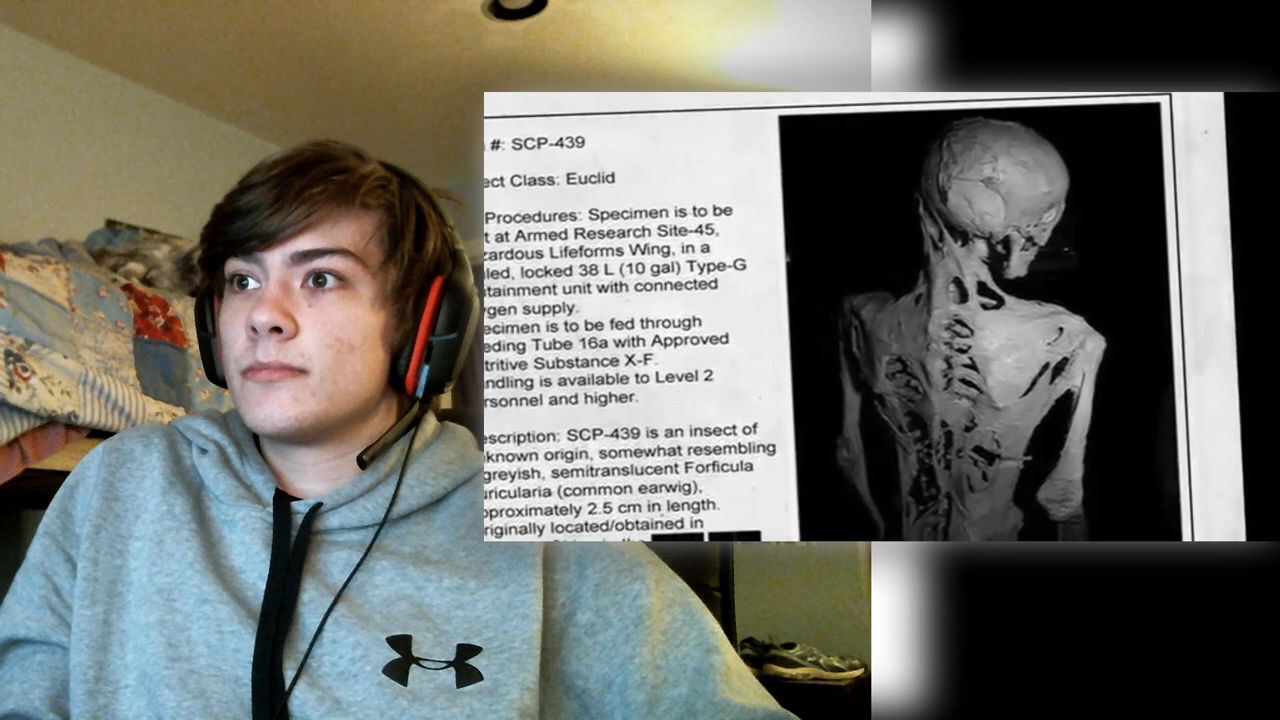 #: SCP-439
ect Class: Euclid
Procedures: Specimen is to be
t at Armed Research Site-45,
zardous Lifeforms Wing, in a
led, locked 38 L (10 gal) Type-G
tainment unit with connected
ygen supply.
ecimen is to be fed through
eding Tube 16a with Approved
tritive Substance X-F.
ndling is available to Level 2
rsonnel and higher.
escription: SCP-439 is an insect of
known origin, somewhat resembling
greyish, semitranslucent Forficula
uricularia (common earwig),
pproximately 2.5 cm in length.
riginally located/obtained in